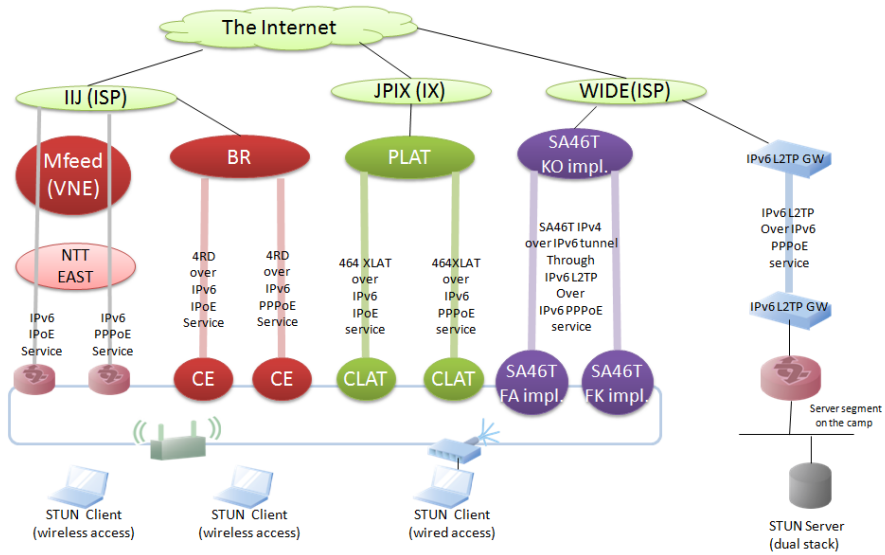 The Internet
IIJ (ISP)
JPIX (IX)
WIDE(ISP)
Mfeed
(VNE)
BR
PLAT
SA46T
KO impl.
IPv6 L2TP GW
NTT
EAST
4RD
over
IPv6
IPoE
Service
4RD
over
IPv6
PPPoE
Service
464 XLAT
over
IPv6
IPoE
service
464XLAT
over
IPv6
PPPoE
service
SA46T IPv4
over IPv6 tunnel
Through
IPv6 L2TP
Over
IPv6 PPPoE
service
IPv6 L2TP
Over IPv6
PPPoE
service
IPv6 L2TP GW
IPv6
IPoE
Service
IPv6
PPPoE
Service
CE
CE
CLAT
CLAT
SA46T
FA impl.
SA46T
FK impl.
Server segment
on the camp
STUN Client
(wireless access)
STUN Client
(wireless access)
STUN Client
(wired access)
STUN Server
(dual stack)